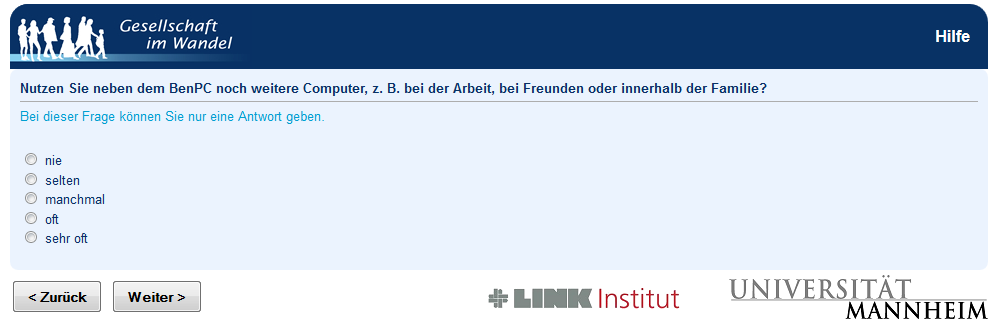 Gesellschaft
im Wandel
Hilfe
Nutzen Sie neben dem BenPC noch weitere Computer, z. B. bei der Arbeit, bei Freunden oder innerhalb der Familie?
Bei dieser Frage können Sie nur eine Antwort geben.
nie
selten
manchmal
oft
sehr oft
< Zurück
Weiter >
LINK Institut
UNIVERSITÄT
MANNHEIM